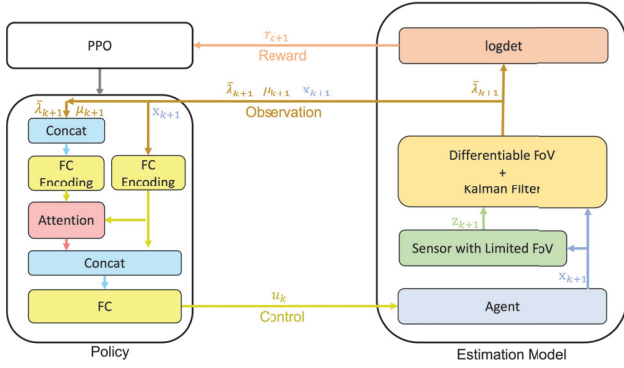 PPO
r_{t+1}
Reward
logdet
λ̄_{k+1} μ_{k+1} x_{k+1}
Observation
λ̄_{k+1}
λ̄_{k+1} μ_{k+1}
x_{k+1}
Concat
FC
Encoding
FC
Encoding
Differentiable FoV
+
Kalman Filter
Attention
z_{k+1}
Sensor with Limited FoV
Concat
x_{k+1}
FC
u_k
Control
Agent
Policy
Estimation Model